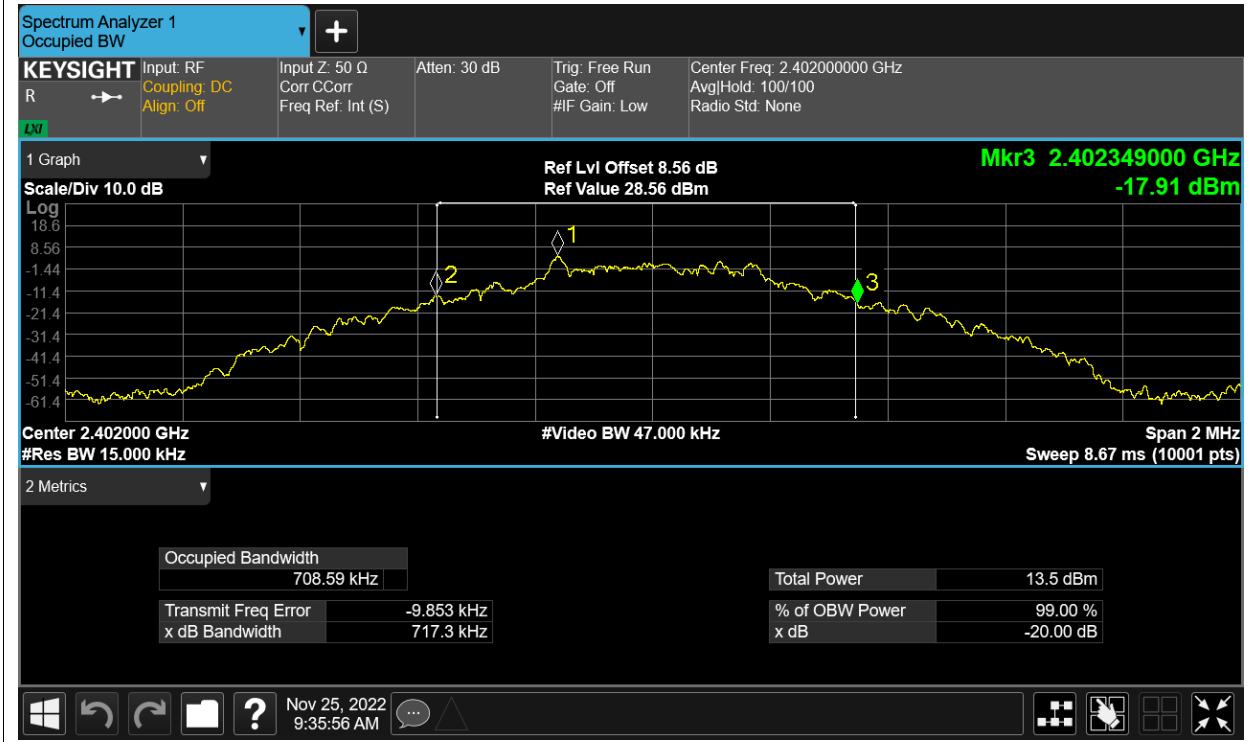 Spectrum Analyzer 1
Occupied BW
▼
+
KEYSIGHT
R
LXI
Input: RF
Coupling: DC
Align: Off
Input Z: 50 Ω
Corr CCorr
Freq Ref: Int (S)
Atten: 30 dB
Trig: Free Run
Gate: Off
#IF Gain: Low
Center Freq: 2.402000000 GHz
Avg|Hold: 100/100
Radio Std: None
1 Graph ▼
Scale/Div 10.0 dB
Ref Lvl Offset 8.56 dB
Ref Value 28.56 dBm
Mkr3 2.402349000 GHz
-17.91 dBm
Log
18.6
8.56
-1.44
-11.4
-21.4
-31.4
-41.4
-51.4
-61.4
1
2
3
Center 2.402000 GHz #Video BW 47.000 kHz Span 2 MHz
#Res BW 15.000 kHz Sweep 8.67 ms (10001 pts)
2 Metrics ▼
Occupied Bandwidth
708.59 kHz
Transmit Freq Error -9.853 kHz
x dB Bandwidth 717.3 kHz
Total Power 13.5 dBm
% of OBW Power 99.00 %
x dB -20.00 dB
?
Nov 25, 2022
9:35:56 AM